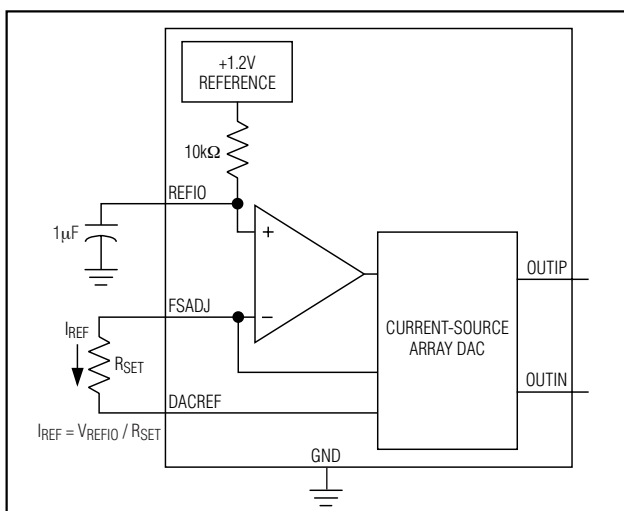 +1.2V
REFERENCE
10kΩ
REFIO
1µF
+
OUTIP
FSADJ
−
CURRENT-SOURCE
ARRAY DAC
IREF
RSET
OUTIN
DACREF
IREF = VREFIO / RSET
GND